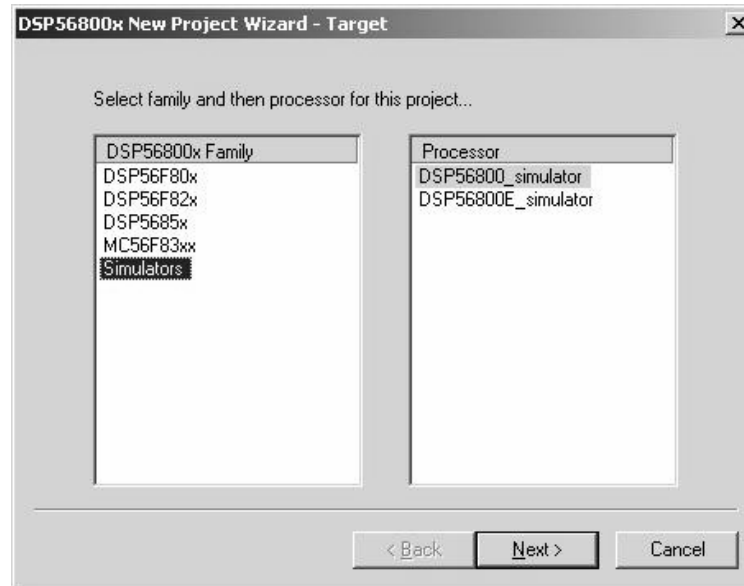 DSP56800x New Project Wizard - Target
Select family and then processor for this project...
DSP56800x Family
DSP56F80x
DSP56F82x
DSP5685x
MC56F83xx
Simulators
Processor
DSP56800_simulator
DSP56800E_simulator
< Back
Next >
Cancel